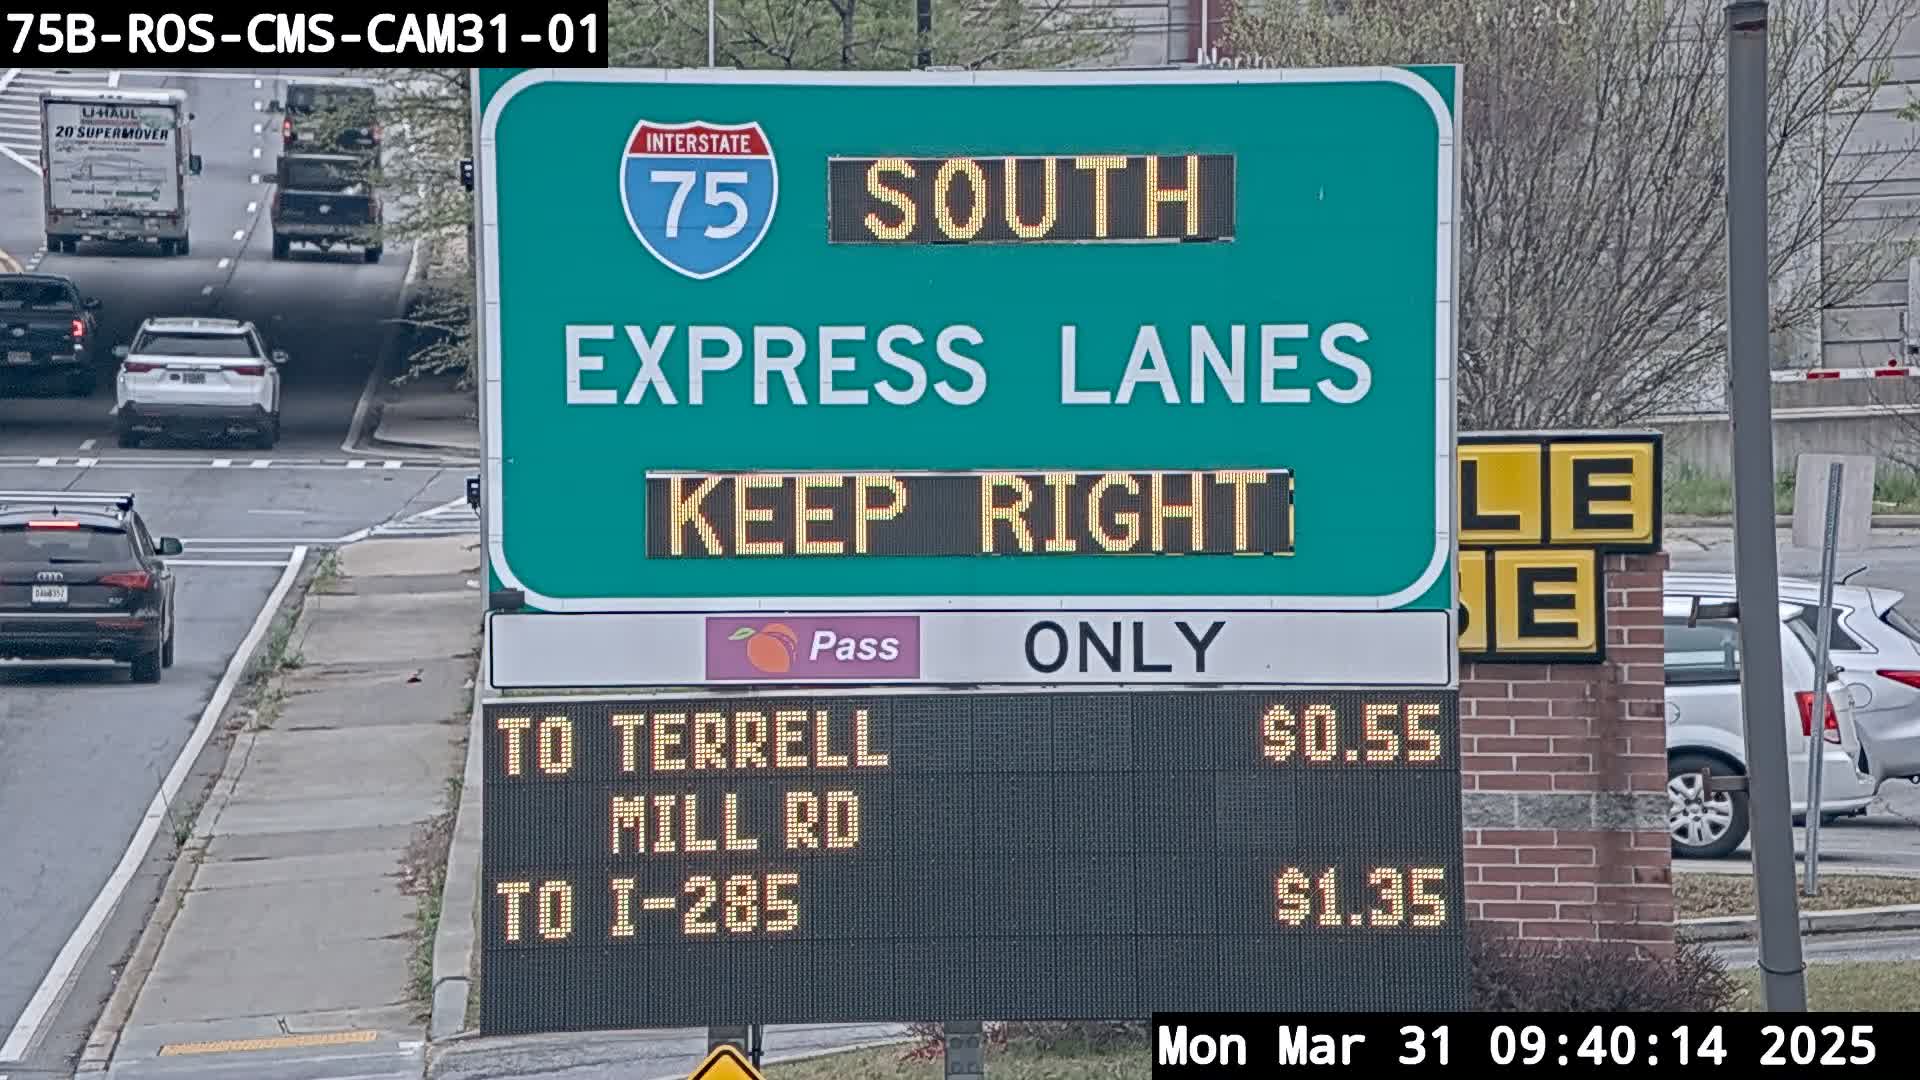 75B-ROS-CMS-CAM31-01
U-HAUL
20 SUPERMOVER
INTERSTATE
75
SOUTH
EXPRESS LANES
KEEP RIGHT
LE
E
Pass ONLY
TO TERRELL $0.55
MILL RD
TO I-285 $1.35
Mon Mar 31 09:40:14 2025